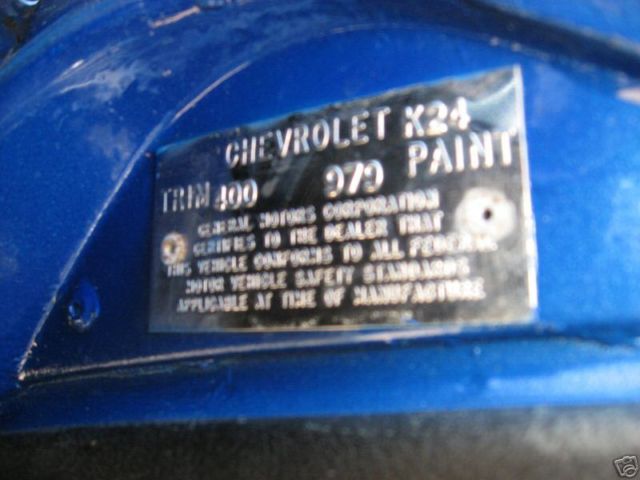 CHEVROLET K24
TRIM 400 979 PAINT
GENERAL MOTORS CORPORATION
CERTIFIES TO THE DEALER THAT
THIS VEHICLE CONFORMS TO ALL FEDERAL
MOTOR VEHICLE SAFETY STANDARDS
APPLICABLE AT TIME OF MANUFACTURE